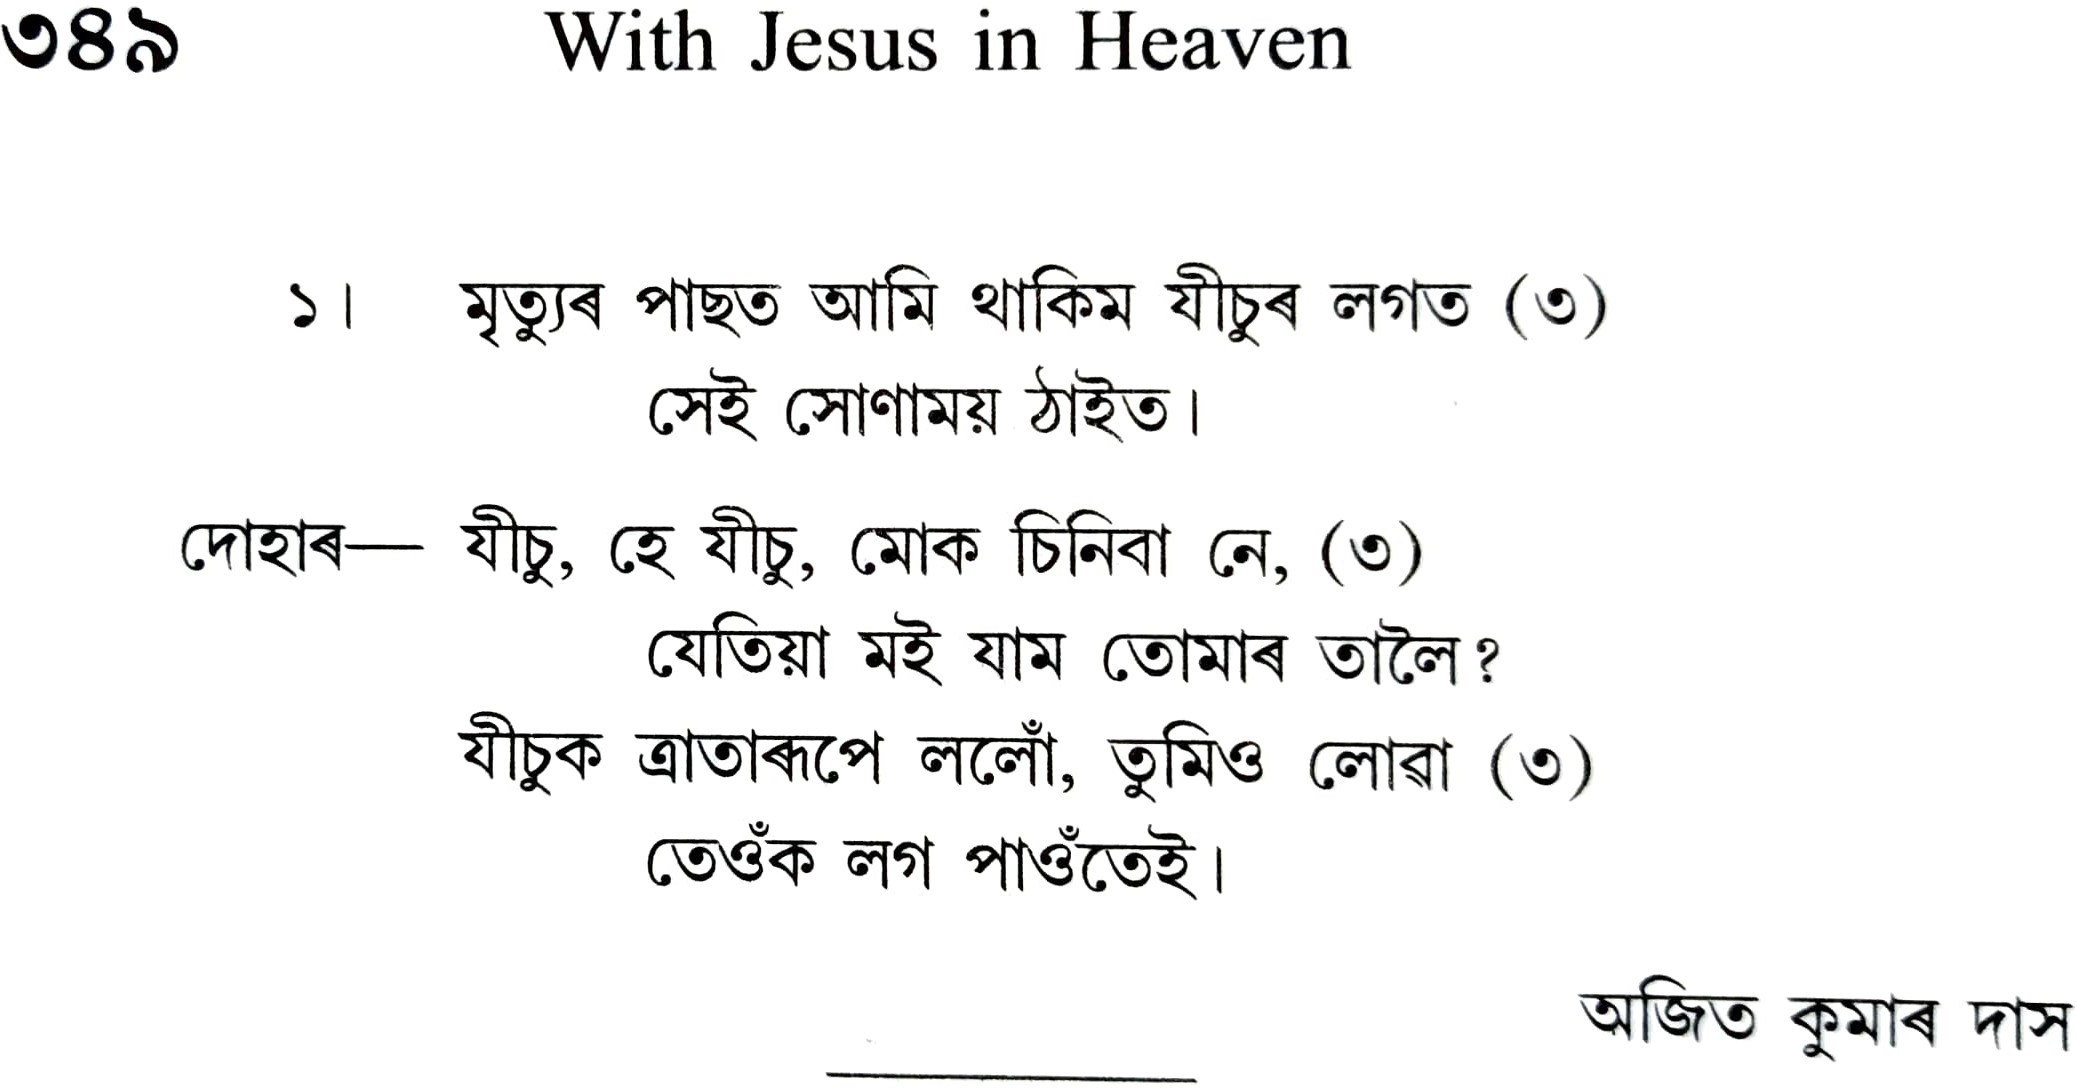 ৩৪৯ With Jesus in Heaven
১। মৃত্যুৰ পাছত আমি থাকিম যীচুৰ লগত (৩)
সেই সোণাময় ঠাইত।
দোহাৰ— যীচু, হে যীচু, মোক চিনিবা নে, (৩)
যেতিয়া মই যাম তোমাৰ তালৈ?
যীচুক ত্ৰাতাৰূপে ললোঁ, তুমিও লোৱা (৩)
তেওঁক লগ পাওঁতেই।
অজিত কুমাৰ দাস